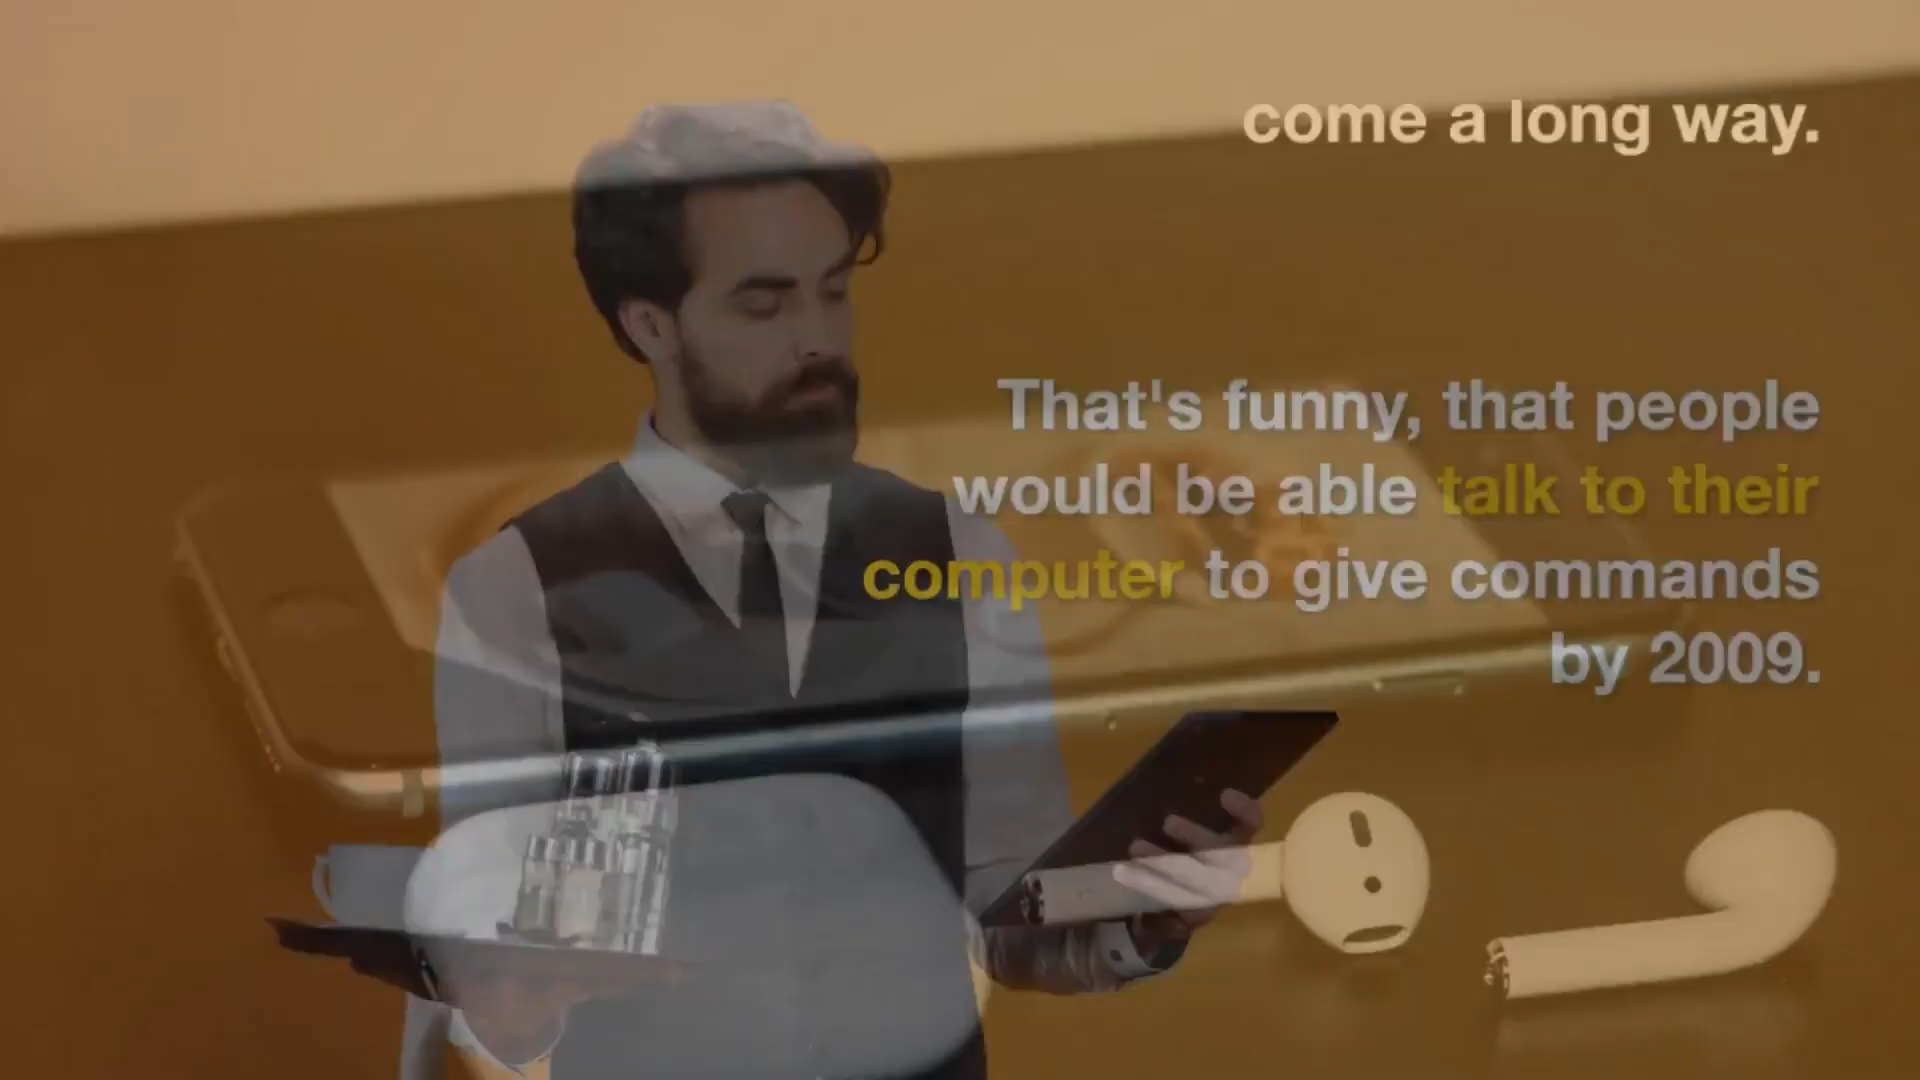 come a long way.
That's funny, that people
would be able talk to their
computer to give commands
by 2009.